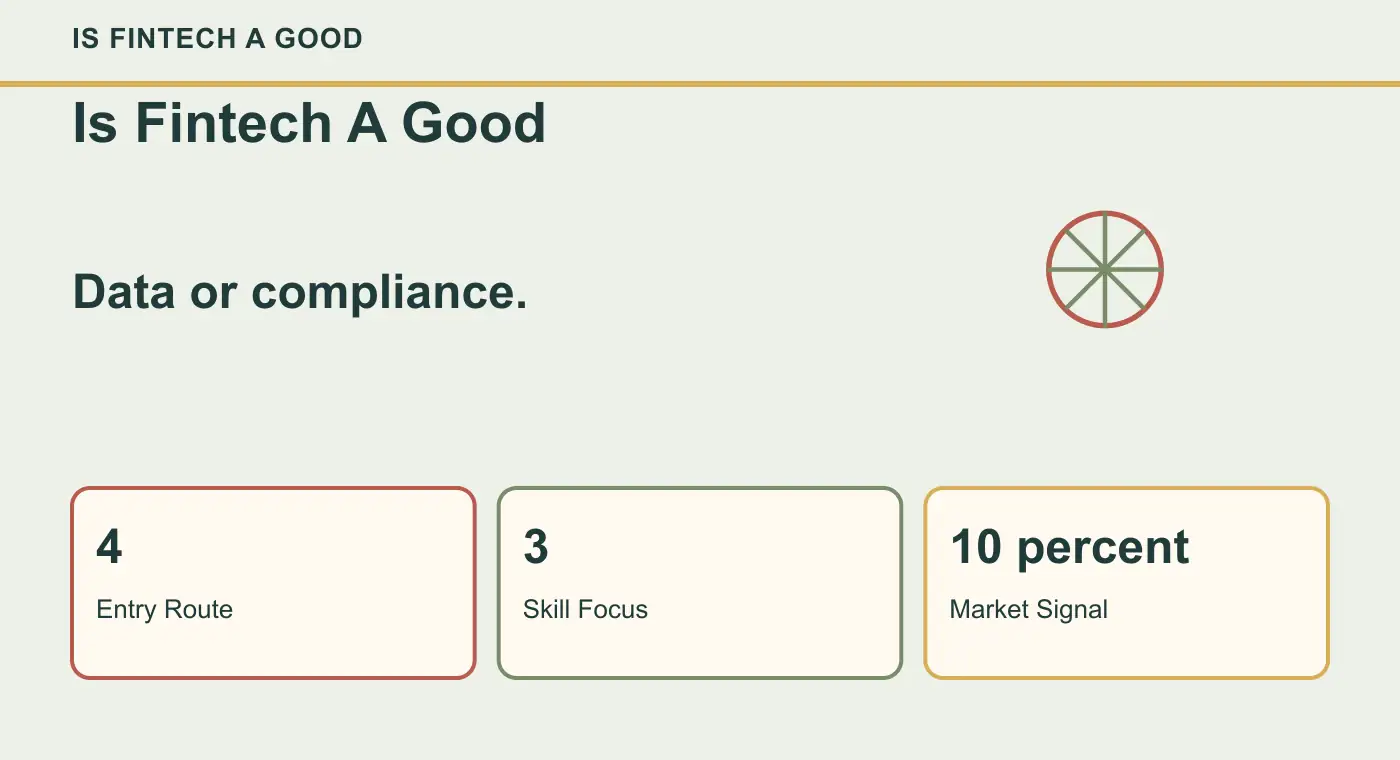 IS FINTECH A GOOD
Is Fintech A Good
Data or compliance.
4
Entry Route
3
Skill Focus
10 percent
Market Signal